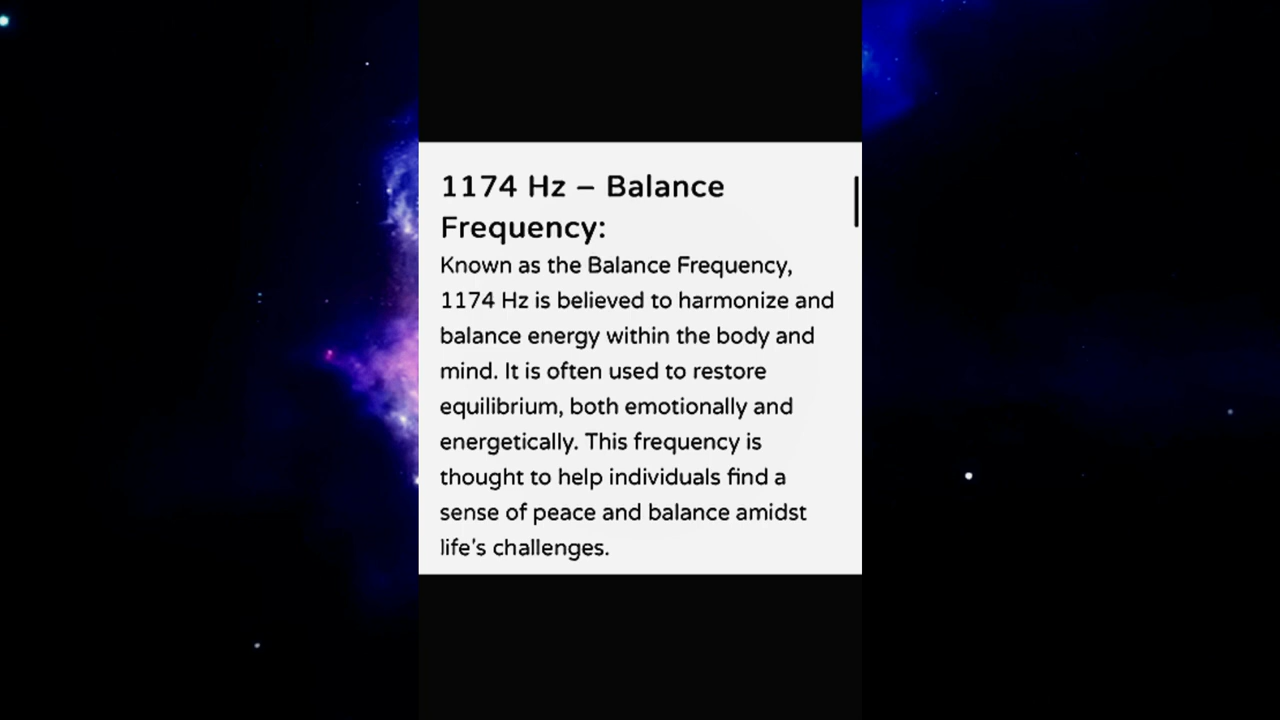 1174 Hz – Balance
Frequency:
Known as the Balance Frequency,
1174 Hz is believed to harmonize and
balance energy within the body and
mind. It is often used to restore
equilibrium, both emotionally and
energetically. This frequency is
thought to help individuals find a
sense of peace and balance amidst
life's challenges.